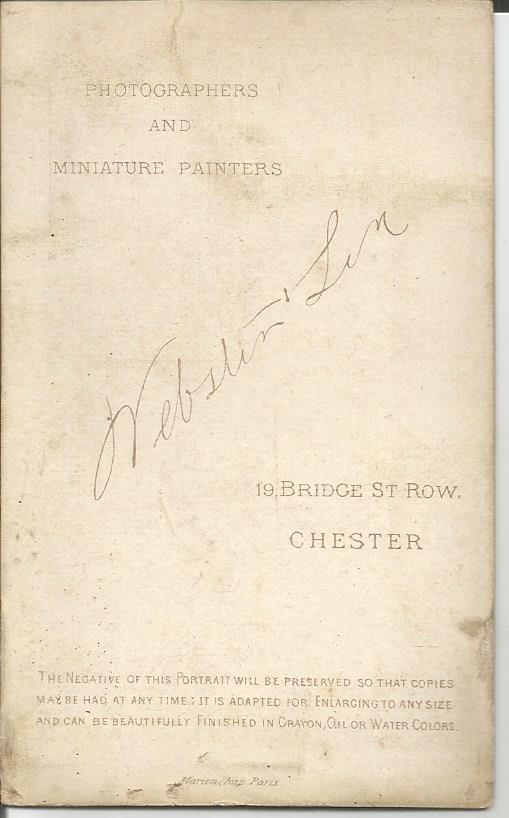 PHOTOGRAPHERS
AND
MINIATURE PAINTERS
19, BRIDGE ST ROW.
CHESTER
THE NEGATIVE OF THIS PORTRAIT WILL BE PRESERVED SO THAT COPIES
MAY BE HAD AT ANY TIME: IT IS ADAPTED FOR ENLARGING TO ANY SIZE
AND CAN BE BEAUTIFULLY FINISHED IN CRAYON, OIL OR WATER COLORS.
Marion, Imp. Paris